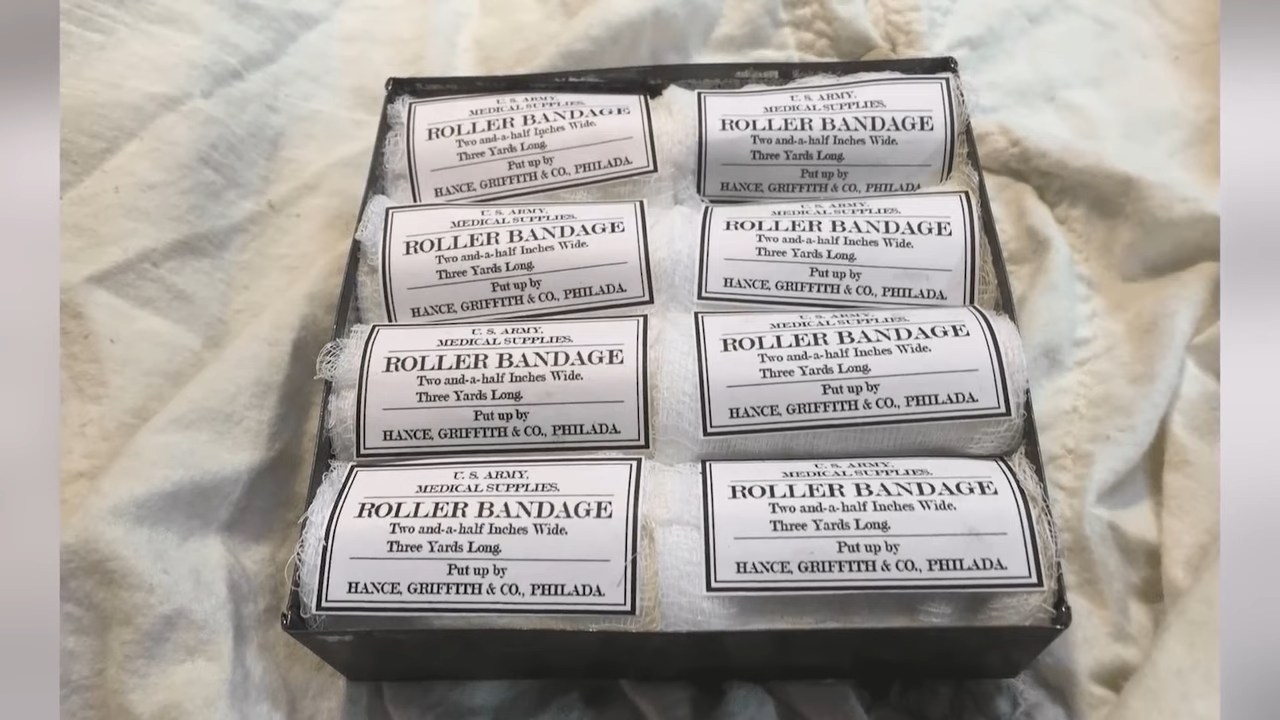 U. S. ARMY,
MEDICAL SUPPLIES.
ROLLER BANDAGE
Two and-a-half Inches Wide.
Three Yards Long.
Put up by
HANCE, GRIFFITH & CO., PHILADA.
U. S. ARMY,
MEDICAL SUPPLIES.
ROLLER BANDAGE
Two and-a-half Inches Wide.
Three Yards Long.
Put up by
HANCE, GRIFFITH & CO., PHILADA.
U. S. ARMY,
MEDICAL SUPPLIES.
ROLLER BANDAGE
Two and-a-half Inches Wide.
Three Yards Long.
Put up by
HANCE, GRIFFITH & CO., PHILADA.
U. S. ARMY,
MEDICAL SUPPLIES.
ROLLER BANDAGE
Two and-a-half Inches Wide.
Three Yards Long.
Put up by
HANCE, GRIFFITH & CO., PHILADA.
U. S. ARMY,
MEDICAL SUPPLIES.
ROLLER BANDAGE
Two and-a-half Inches Wide.
Three Yards Long.
Put up by
HANCE, GRIFFITH & CO., PHILADA.
U. S. ARMY,
MEDICAL SUPPLIES.
ROLLER BANDAGE
Two and-a-half Inches Wide.
Three Yards Long.
Put up by
HANCE, GRIFFITH & CO., PHILADA.
U. S. ARMY,
MEDICAL SUPPLIES.
ROLLER BANDAGE
Two and-a-half Inches Wide.
Three Yards Long.
Put up by
HANCE, GRIFFITH & CO., PHILADA.
U. S. ARMY,
MEDICAL SUPPLIES.
ROLLER BANDAGE
Two and-a-half Inches Wide.
Three Yards Long.
Put up by
HANCE, GRIFFITH & CO., PHILADA.